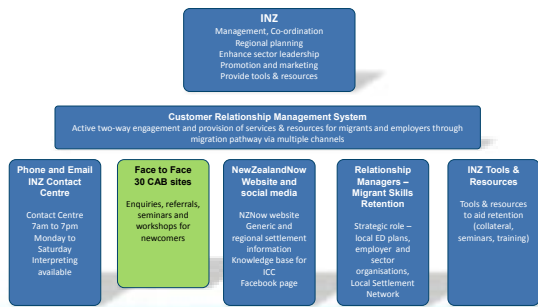 INZ
Management, Co-ordination
Regional planning
Enhance sector leadership
Promotion and marketing
Provide tools & resources
Customer Relationship Management System
Active two-way engagement and provision of services & resources for migrants and employers through
migration pathway via multiple channels
Phone and Email
INZ Contact
Centre
Contact Centre
7am to 7pm
Monday to
Saturday
Interpreting
available
Face to Face
30 CAB sites
Enquiries, referrals,
seminars and
workshops for
newcomers
NewZealandNow
Website and
social media
NZNow website
Generic and
regional settlement
information
Knowledge base for
ICC
Facebook page
Relationship
Managers –
Migrant Skills
Retention
Strategic role –
local ED plans,
employer and
sector
organisations,
Local Settlement
Network
INZ Tools &
Resources
Tools & resources
to aid retention
(collateral,
seminars, training)